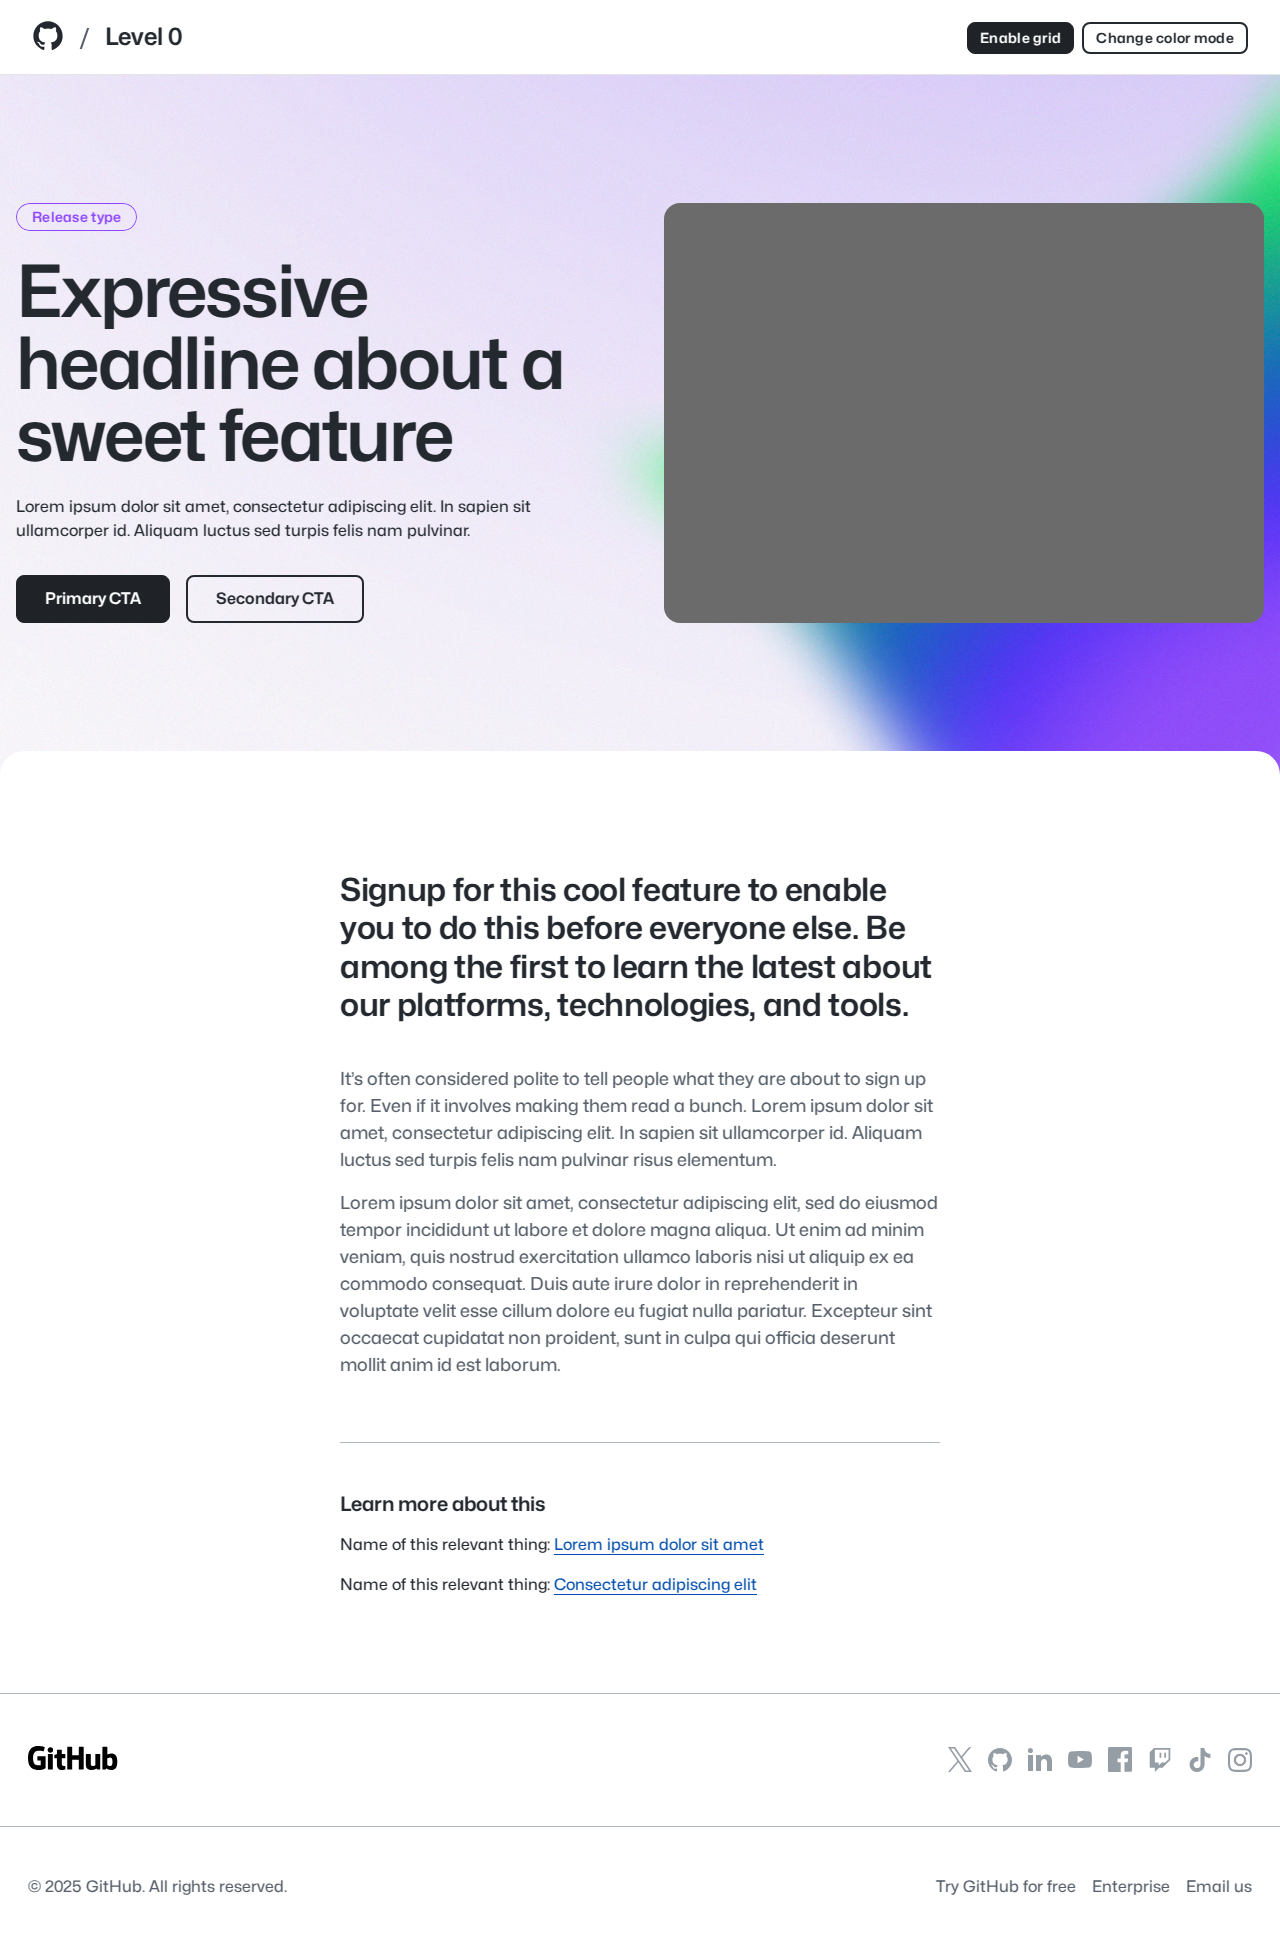 / Level 0
Enable grid
Change color mode
Release type
Expressive
headline about a
sweet feature
Lorem ipsum dolor sit amet, consectetur adipiscing elit. In sapien sit
ullamcorper id. Aliquam luctus sed turpis felis nam pulvinar.
Primary CTA
Secondary CTA
Signup for this cool feature to enable
you to do this before everyone else. Be
among the first to learn the latest about
our platforms, technologies, and tools.
It’s often considered polite to tell people what they are about to sign up
for. Even if it involves making them read a bunch. Lorem ipsum dolor sit
amet, consectetur adipiscing elit. In sapien sit ullamcorper id. Aliquam
luctus sed turpis felis nam pulvinar risus elementum.
Lorem ipsum dolor sit amet, consectetur adipiscing elit, sed do eiusmod
tempor incididunt ut labore et dolore magna aliqua. Ut enim ad minim
veniam, quis nostrud exercitation ullamco laboris nisi ut aliquip ex ea
commodo consequat. Duis aute irure dolor in reprehenderit in
voluptate velit esse cillum dolore eu fugiat nulla pariatur. Excepteur sint
occaecat cupidatat non proident, sunt in culpa qui officia deserunt
mollit anim id est laborum.
Learn more about this
Name of this relevant thing: Lorem ipsum dolor sit amet
Name of this relevant thing: Consectetur adipiscing elit
GitHub
© 2025 GitHub. All rights reserved.
Try GitHub for free
Enterprise
Email us